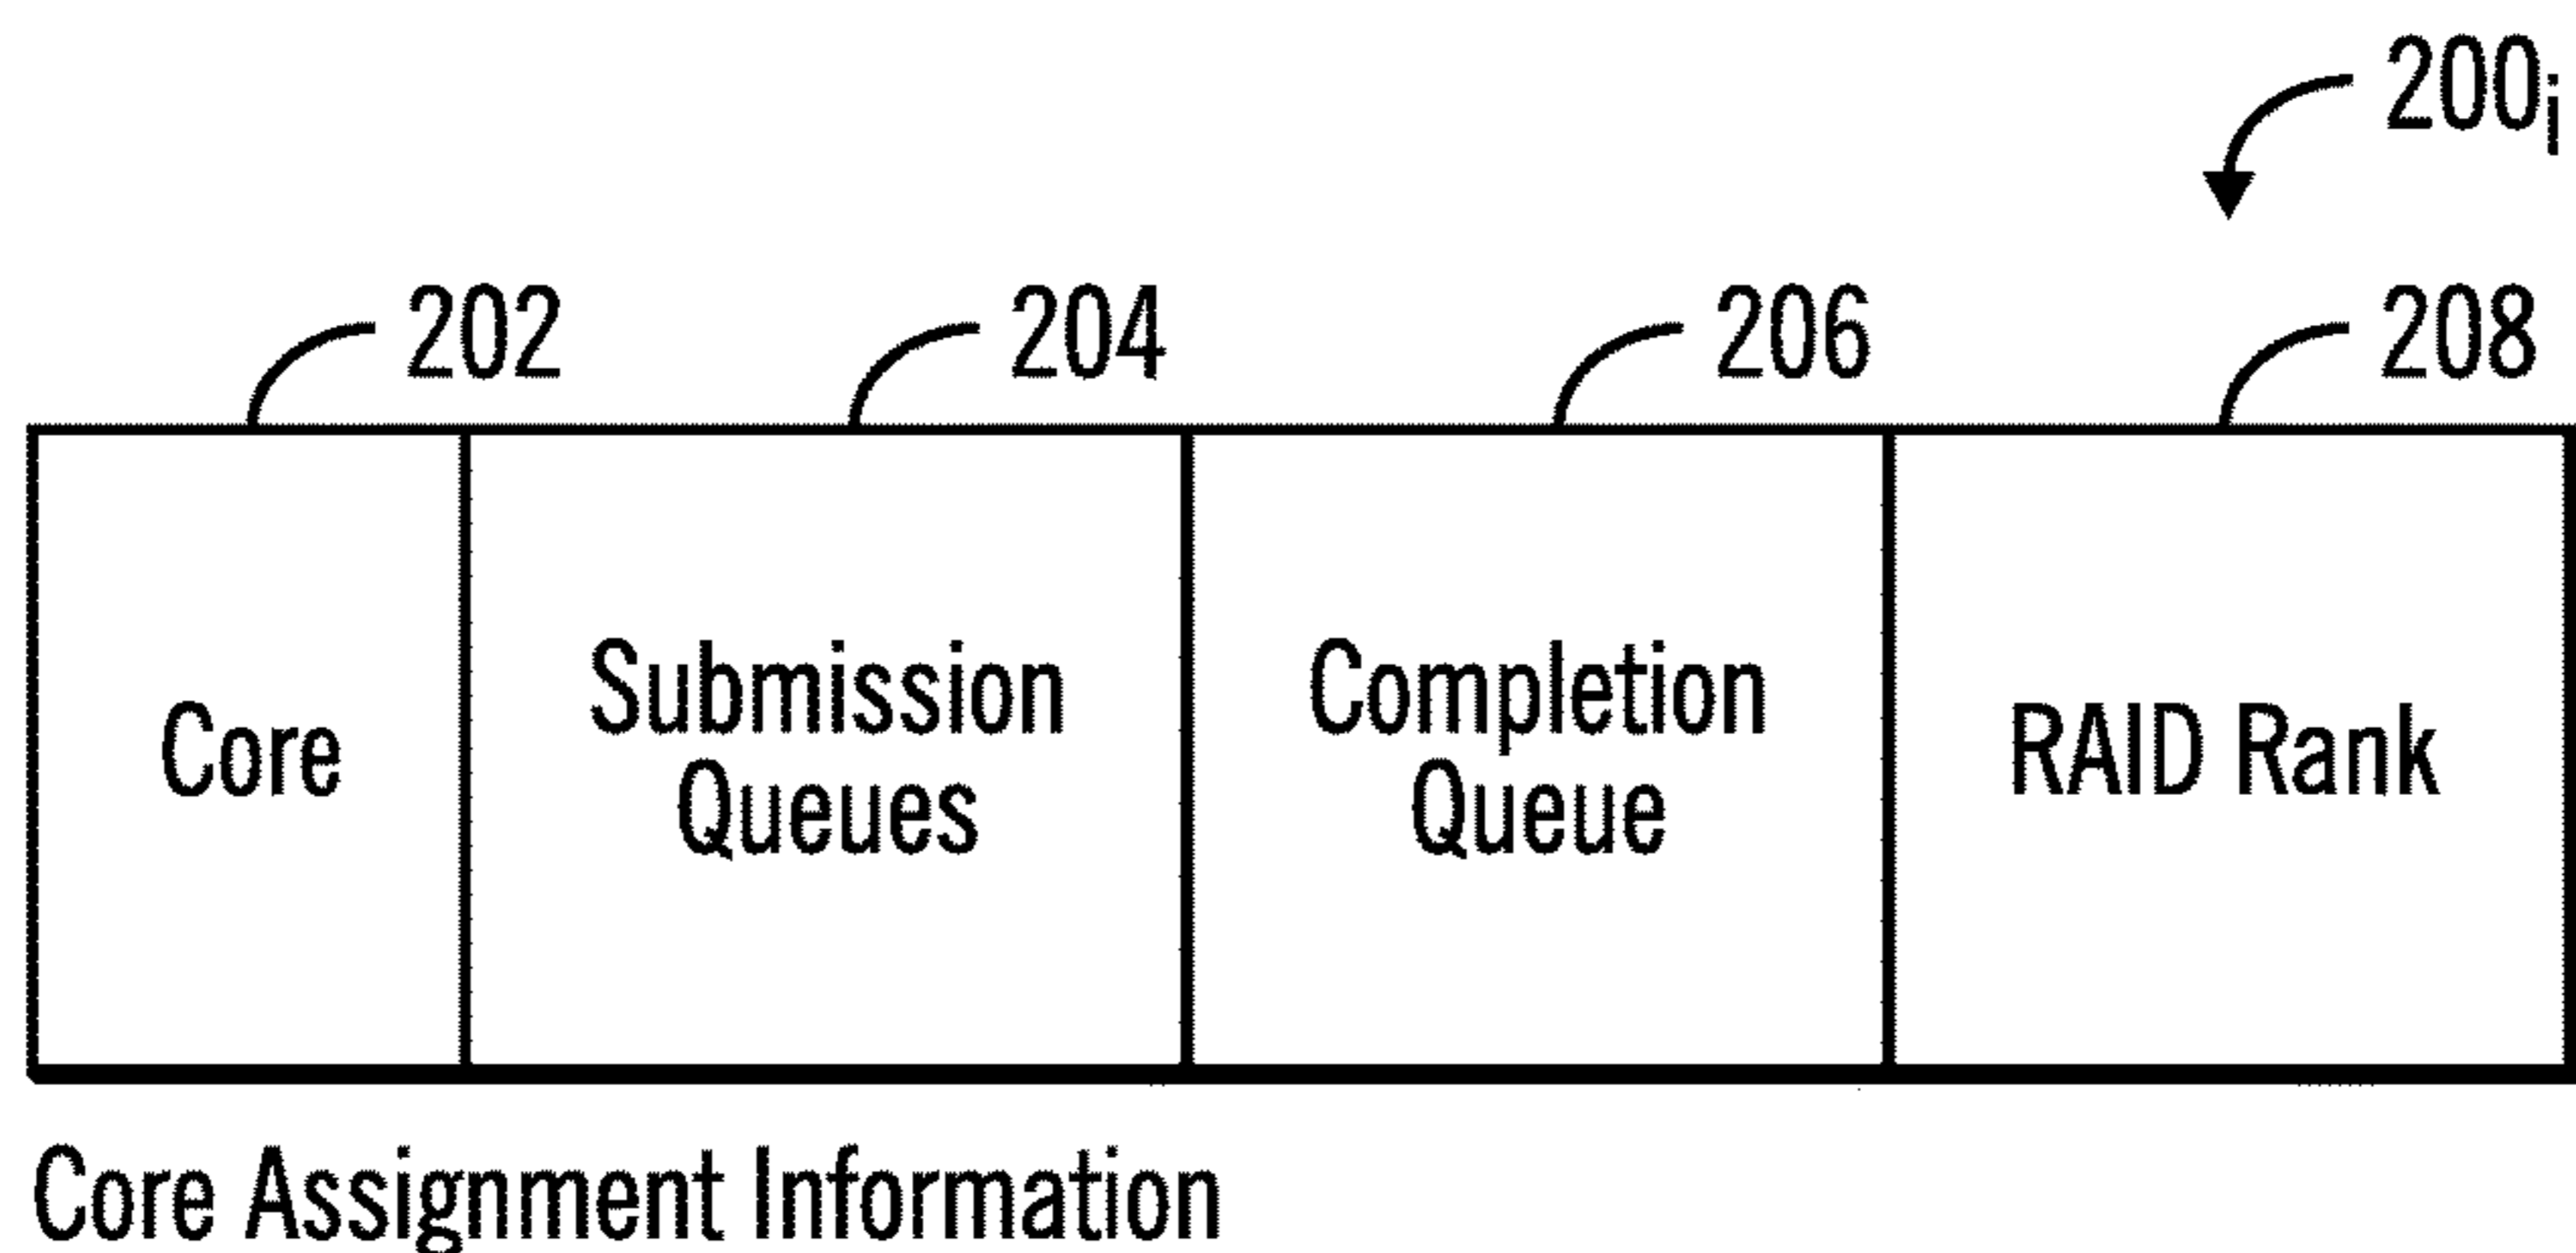 200i
202
204
206
208
Core
Submission
Queues
Completion
Queue
RAID Rank
Core Assignment Information